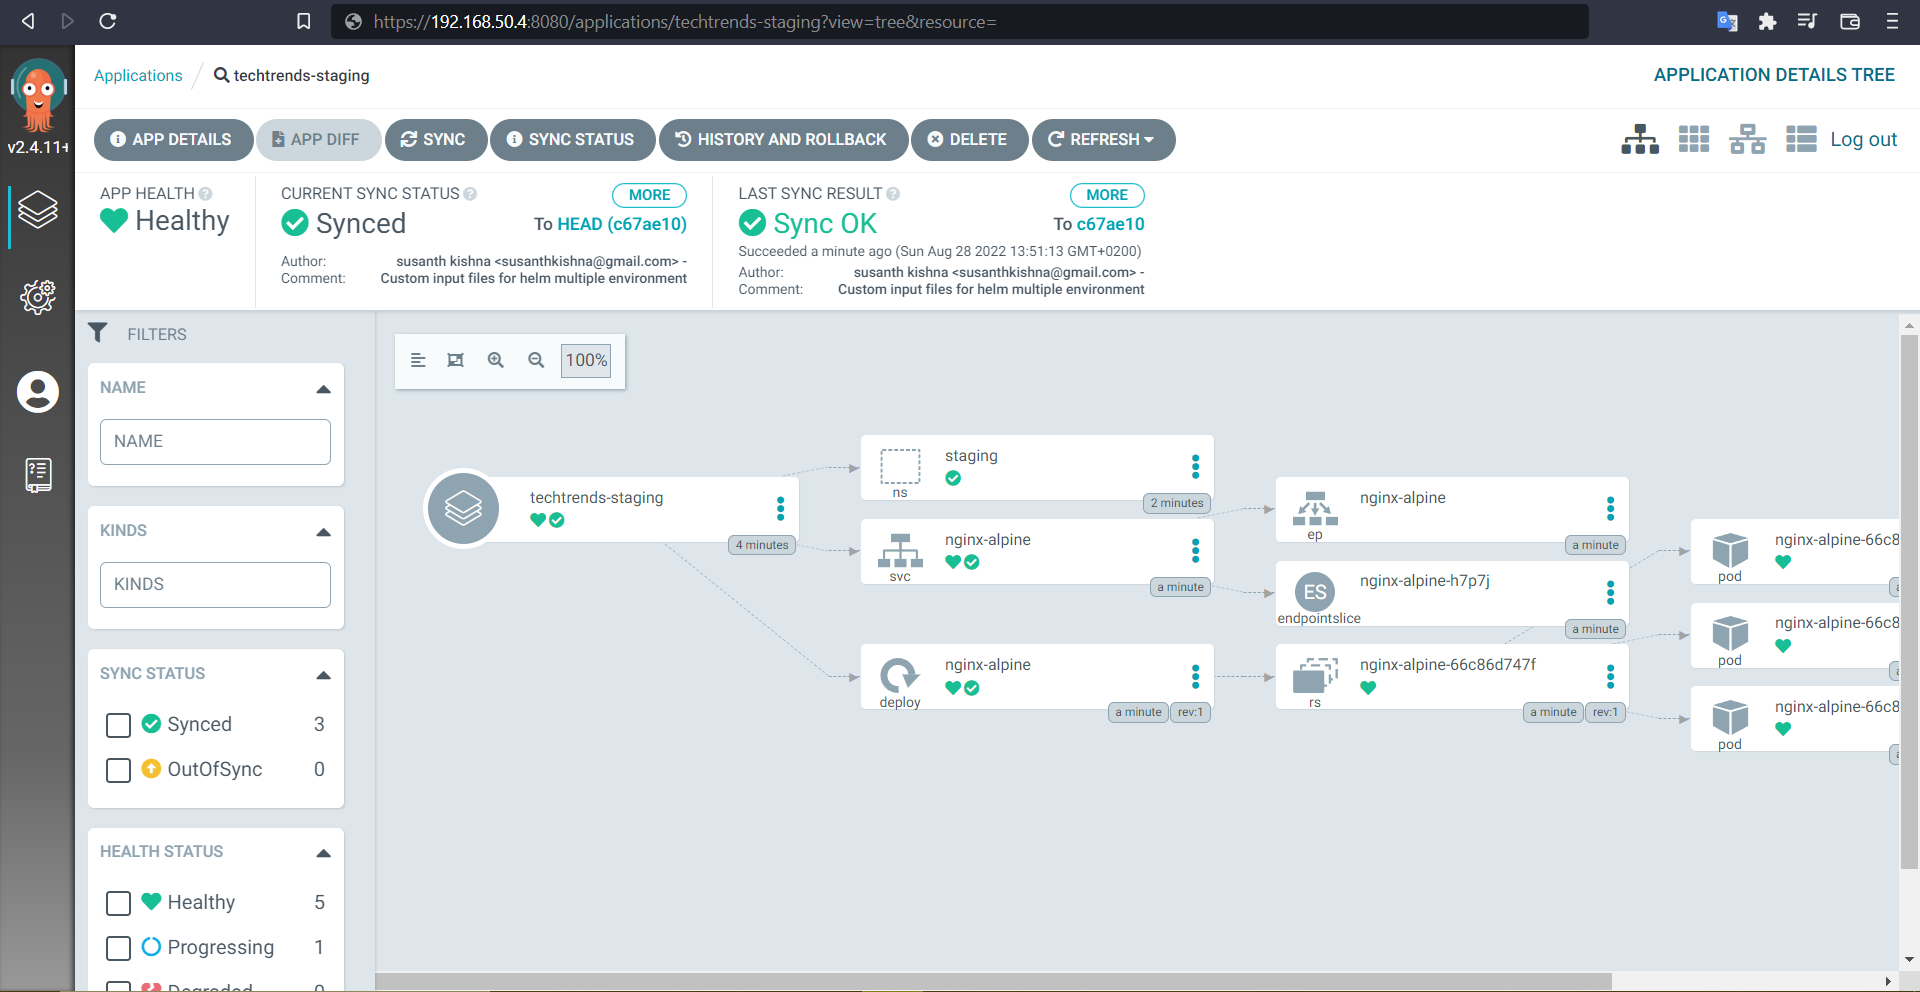 https://192.168.50.4:8080/applications/techtrends-staging?view=tree&resource=
v2.4.11+
Applications / techtrends-staging
APPLICATION DETAILS TREE
APP DETAILS
APP DIFF
SYNC
SYNC STATUS
HISTORY AND ROLLBACK
DELETE
REFRESH
Log out
APP HEALTH
Healthy
CURRENT SYNC STATUS
MORE
Synced
To HEAD (c67ae10)
Author: susanth kishna <susanthkishna@gmail.com> -
Comment: Custom input files for helm multiple environment
LAST SYNC RESULT
MORE
Sync OK
To c67ae10
Succeeded a minute ago (Sun Aug 28 2022 13:51:13 GMT+0200)
Author: susanth kishna <susanthkishna@gmail.com> -
Comment: Custom input files for helm multiple environment
FILTERS
NAME
NAME
KINDS
KINDS
SYNC STATUS
Synced 3
OutOfSync 0
HEALTH STATUS
Healthy 5
Progressing 1
Degraded 0
100%
techtrends-staging
4 minutes
staging
ns
2 minutes
nginx-alpine
svc
a minute
nginx-alpine
deploy
a minute
rev:1
nginx-alpine
ep
a minute
nginx-alpine-h7p7j
ES
endpointslice
a minute
nginx-alpine-66c86d747f
rs
a minute
rev:1
nginx-alpine-66c8
pod
a
nginx-alpine-66c8
pod
a
nginx-alpine-66c8
pod
a